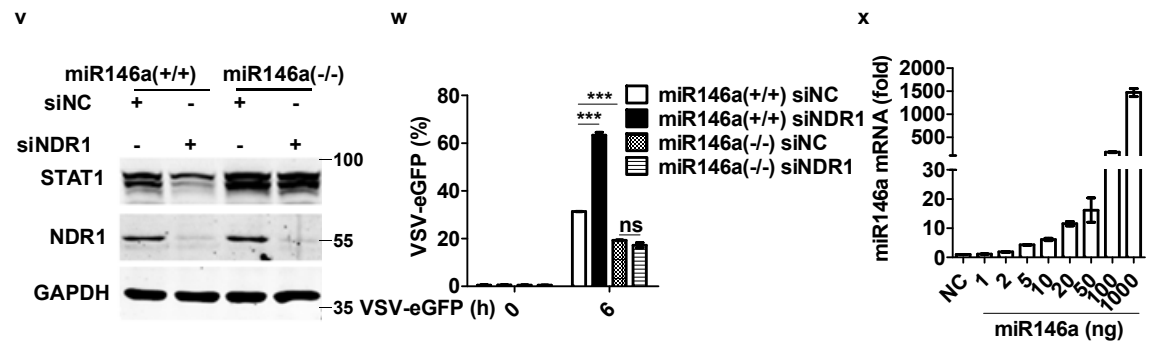 v
miR146a(+/+) miR146a(-/-)
siNC + - + -
siNDR1 - + - +
STAT1
100
NDR1
55
GAPDH
35
w
VSV-eGFP (%)
80
60
40
20
0
*** 
***
ns
miR146a(+/+) siNC
miR146a(+/+) siNDR1
miR146a(-/-) siNC
miR146a(-/-) siNDR1
VSV-eGFP (h) 0 6
x
miR146a mRNA (fold)
2000
1500
1000
500
30
20
10
0
NC 1 2 5 10 20 50 100 1000
miR146a (ng)